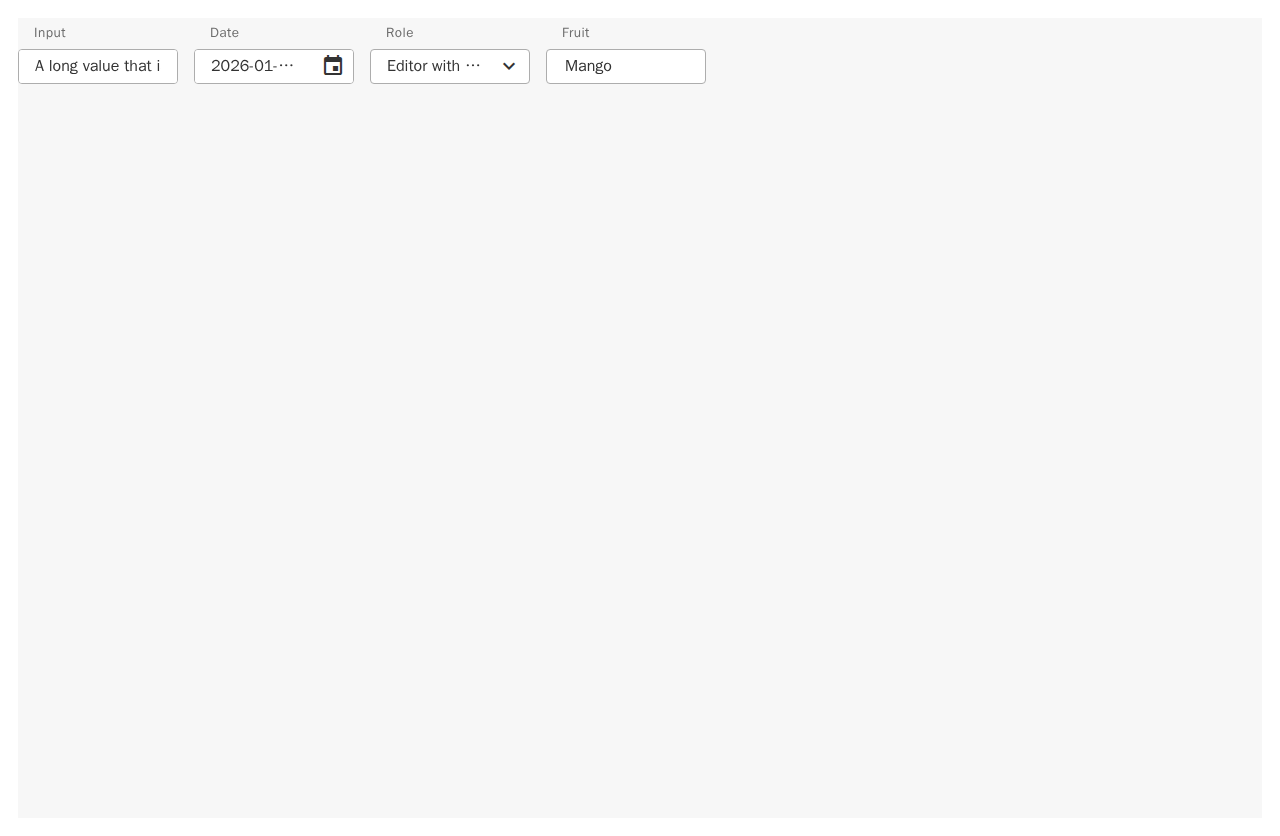 Input Date Role Fruit
A long value that i 2026-01-··· Editor with ··· Mango